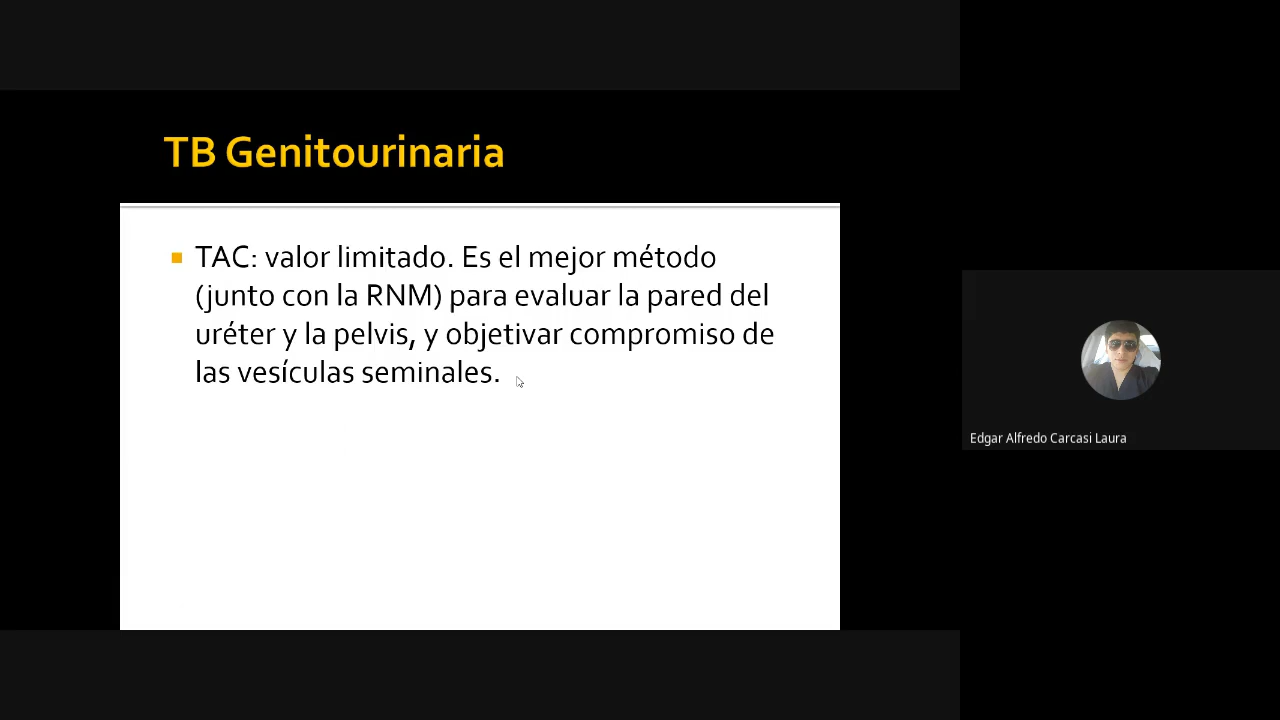 TB Genitourinaria
TAC: valor limitado. Es el mejor método
(junto con la RNM) para evaluar la pared del
uréter y la pelvis, y objetivar compromiso de
las vesículas seminales.
Edgar Alfredo Carcasi Laura